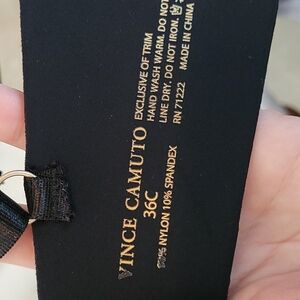 VINCE CAMUTO
36C
NYLON 10% SPANDEX
EXCLUSIVE OF TRIM
HAND WASH WARM. DO NOT
LINE DRY. DO NOT IRON.
RN 71222 MADE IN CHINA